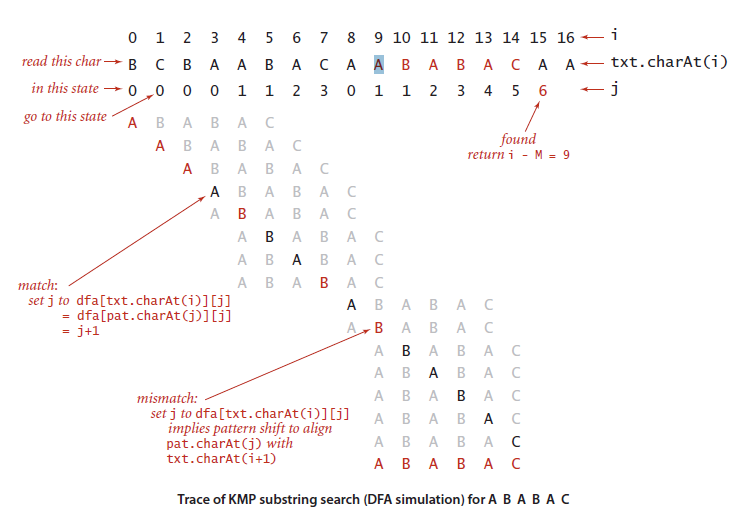 0 1 2 3 4 5 6 7 8 9 10 11 12 13 14 15 16 i
read this char B C B A A B A C A A B A B A C A A txt.charAt(i)
in this state 0 0 0 0 1 1 2 3 0 1 1 2 3 4 5 6 j
go to this state
A B A B A C
found
return i - M = 9
A B A B A C
A B A B A C
A B A B A C
A B A B A C
A B A B A C
A B A B A C
A B A B A C
match:
set j to dfa[txt.charAt(i)][j]
= dfa[pat.charAt(j)][j]
= j+1
A B A B A C
A B A B A C
A B A B A C
A B A B A C
mismatch:
set j to dfa[txt.charAt(i)][j]
implies pattern shift to align
pat.charAt(j) with
txt.charAt(i+1)
A B A B A C
A B A B A C
A B A B A C
A B A B A C
Trace of KMP substring search (DFA simulation) for A B A B A C